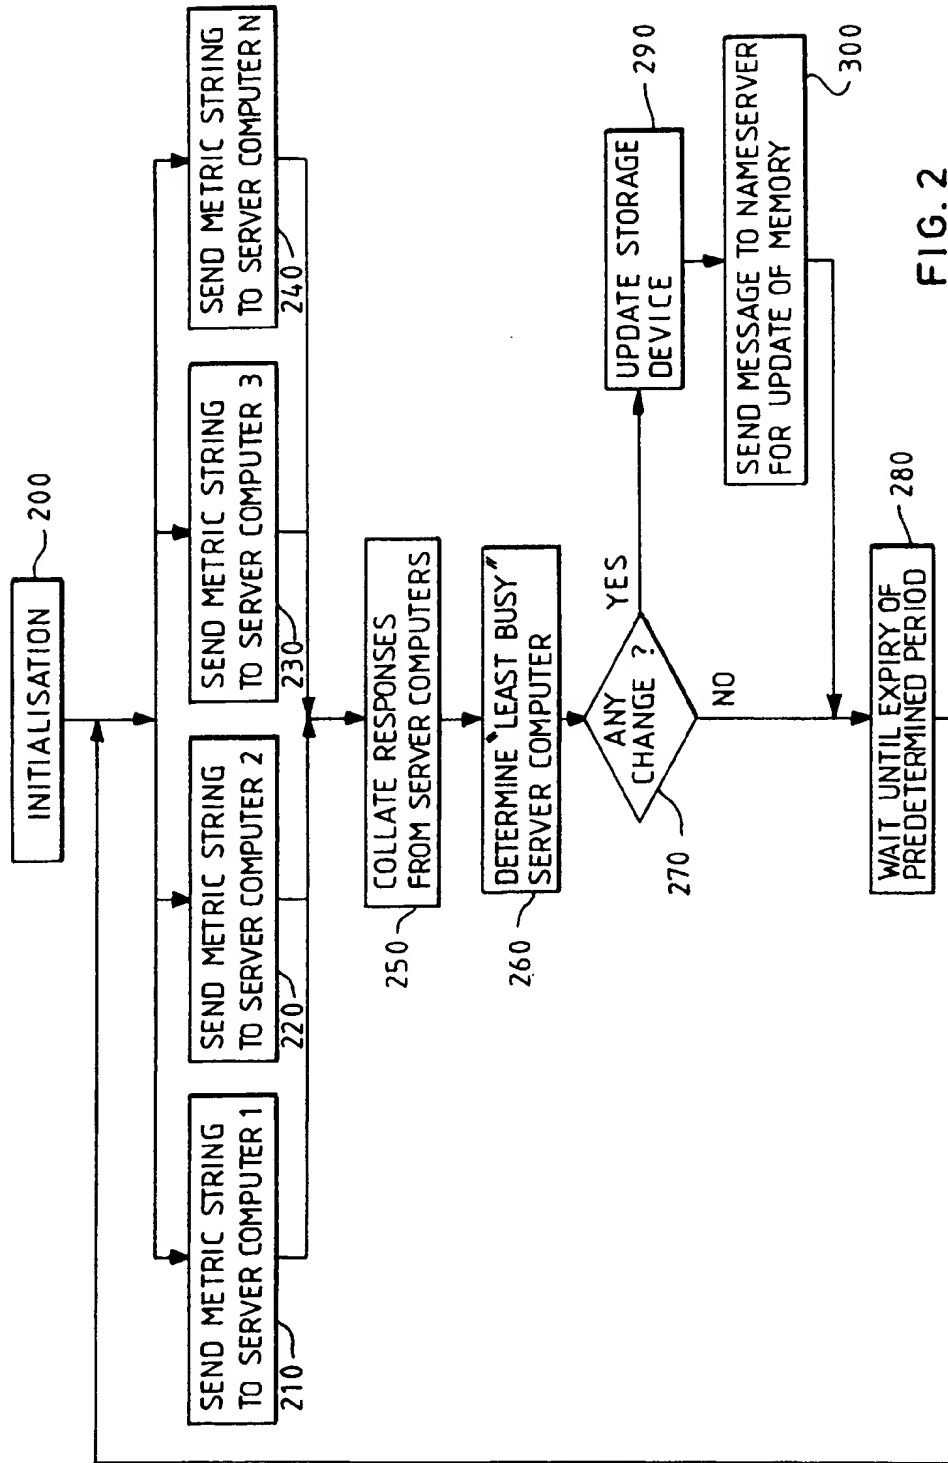 INITIALISATION
200
SEND METRIC STRING
TO SERVER COMPUTER 1
210
SEND METRIC STRING
TO SERVER COMPUTER 2
220
SEND METRIC STRING
TO SERVER COMPUTER 3
230
SEND METRIC STRING
TO SERVER COMPUTER N
240
COLLATE RESPONSES
FROM SERVER COMPUTERS
250
DETERMINE "LEAST BUSY"
SERVER COMPUTER
260
ANY
CHANGE ?
270
YES
NO
UPDATE STORAGE
DEVICE
290
SEND MESSAGE TO NAMESERVER
FOR UPDATE OF MEMORY
300
WAIT UNTIL EXPIRY OF
PREDETERMINED PERIOD
280
FIG. 2